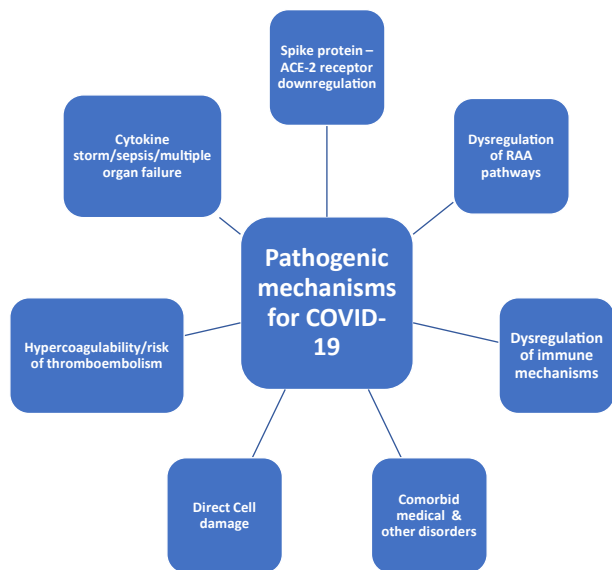 Spike protein –
ACE-2 receptor
downregulation
Cytokine
storm/sepsis/multiple
organ failure
Dysregulation
of RAA
pathways
Pathogenic
mechanisms
for COVID-
19
Hypercoagulability/risk
of thromboembolism
Dysregulation
of immune
mechanisms
Direct Cell
damage
Comorbid
medical &
other disorders